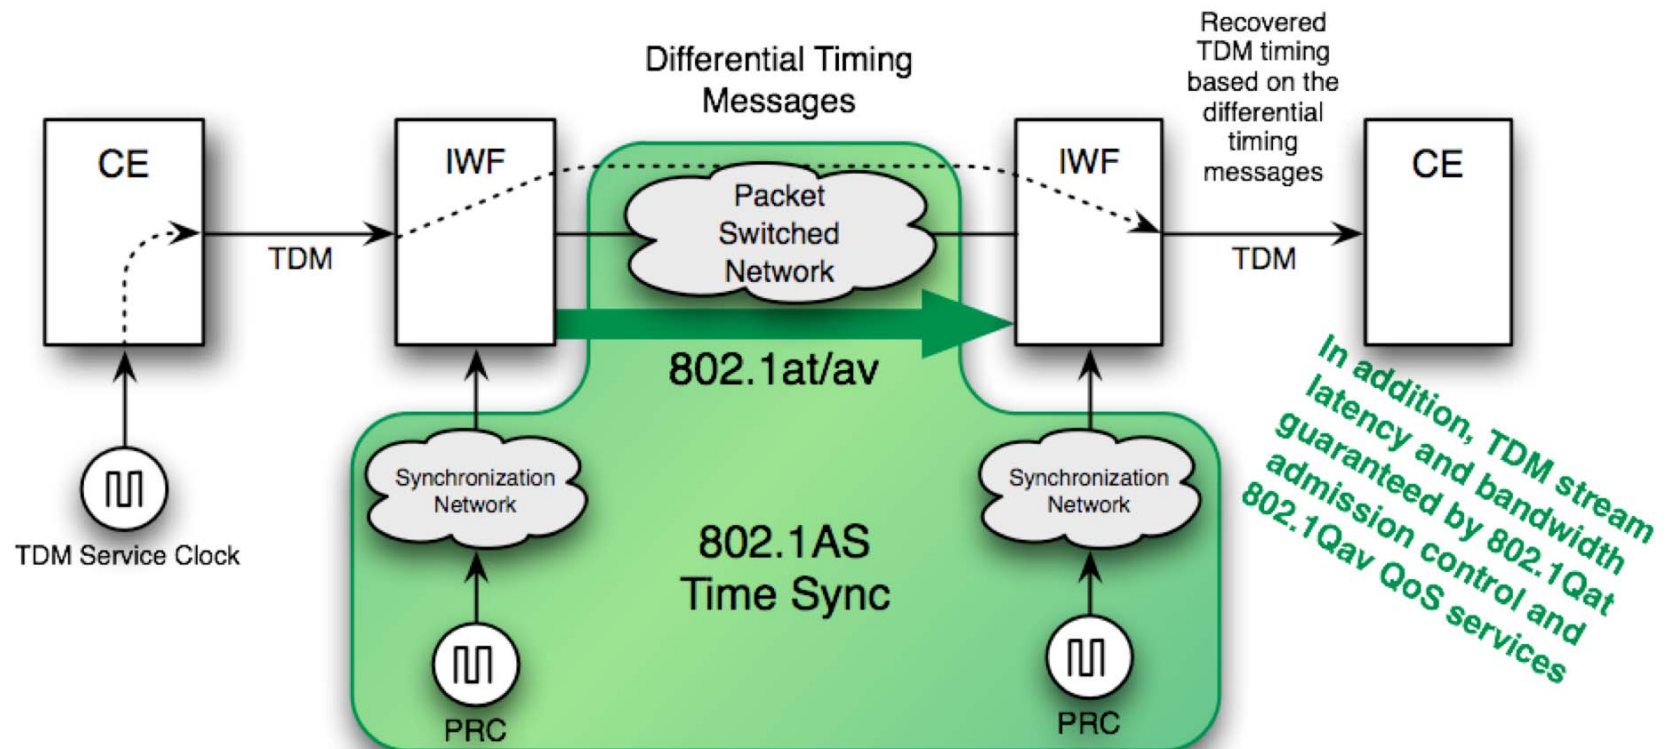 Differential Timing
Messages
Recovered
TDM timing
based on the
differential
timing
messages
CE
IWF
Packet
Switched
Network
IWF
CE
TDM
TDM
802.1at/av
Synchronization
Network
Synchronization
Network
TDM Service Clock
802.1AS
Time Sync
PRC
PRC
In addition, TDM stream
latency and bandwidth
guaranteed by 802.1Qat
admission control and
802.1Qav QoS services